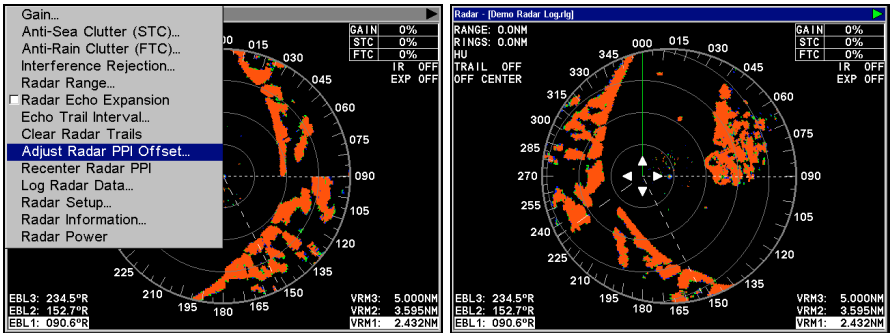 Gain...
Anti-Sea Clutter (STC)...
Anti-Rain Clutter (FTC)...
Interference Rejection...
Radar Range...
Radar Echo Expansion
Echo Trail Interval...
Clear Radar Trails
Adjust Radar PPI Offset...
Recenter Radar PPI
Log Radar Data...
Radar Setup...
Radar Information...
Radar Power
GAIN 0%
STC 0%
FTC 0%
IR OFF
EXP OFF
000
015
030
045
060
075
090
105
120
135
150
165
180
195
210
225
EBL3: 234.5ºR
EBL2: 152.7ºR
EBL1: 090.6ºR
VRM3: 5.000NM
VRM2: 3.595NM
VRM1: 2.432NM
Radar - [Demo Radar Log.rlg]
RANGE: 0.0NM
RINGS: 0.0NM
HU
TRAIL OFF
OFF CENTER
GAIN 0%
STC 0%
FTC 0%
IR OFF
EXP OFF
000
015
030
045
060
075
090
105
120
135
150
165
180
195
210
225
240
255
270
285
300
315
330
345
EBL3: 234.5ºR
EBL2: 152.7ºR
EBL1: 090.6ºR
VRM3: 5.000NM
VRM2: 3.595NM
VRM1: 2.432NM